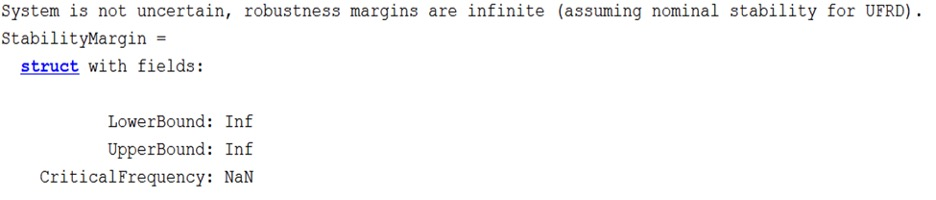 System is not uncertain, robustness margins are infinite (assuming nominal stability for UFRD).
StabilityMargin =
struct with fields:
LowerBound: Inf
UpperBound: Inf
CriticalFrequency: NaN